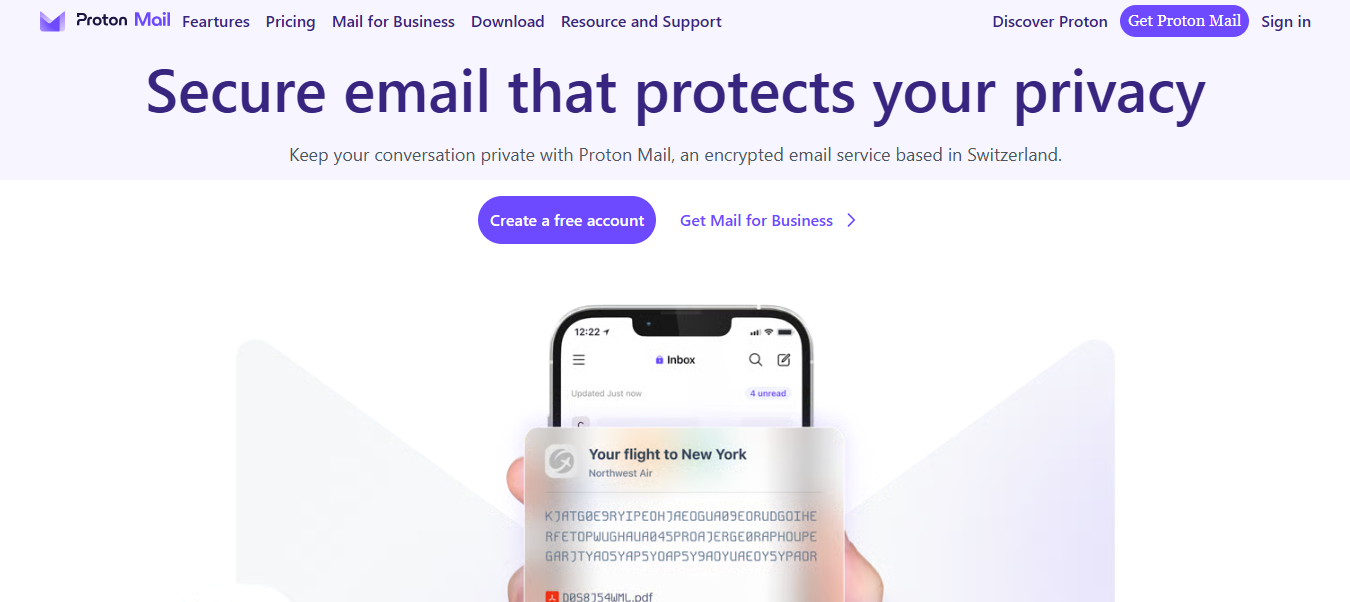 Proton Mail Feartures Pricing Mail for Business Download Resource and Support Discover Proton Get Proton Mail Sign in
Secure email that protects your privacy
Keep your conversation private with Proton Mail, an encrypted email service based in Switzerland.
Create a free account Get Mail for Business
12:22
Inbox
Updated Just now 4 unread
C
Your flight to New York
Northwest Air
KJATG0E9RYIPEOHJAEOGUA09EORUDGOIHE
RFETOPWUGHAUA045PROAJERGE0RAPHOUPE
GARJTYAO5YAP5YOAP5Y9AOYUAEOY5YPAOR
D0S8J54WML.pdf